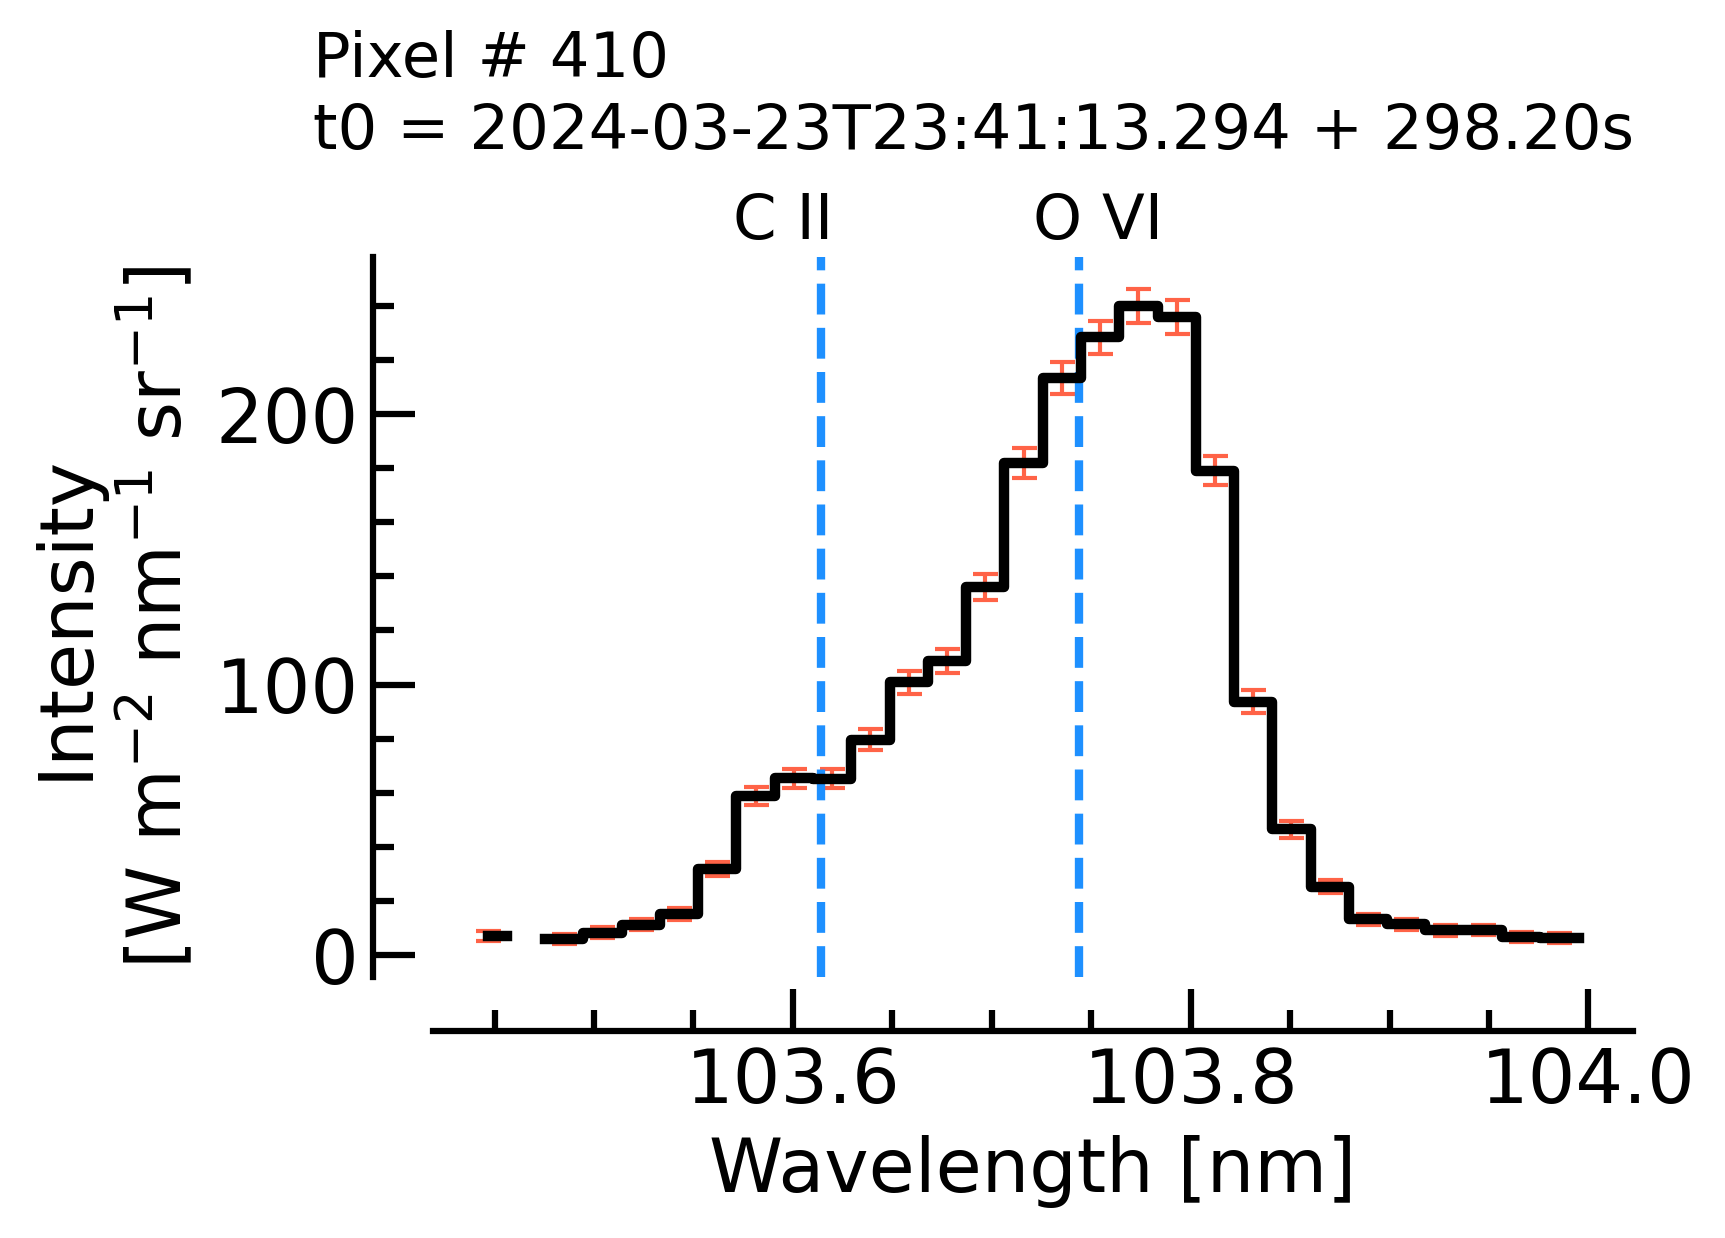 Pixel # 410
t0 = 2024-03-23T23:41:13.294 + 298.20s
C II
O VI
Intensity
[W m⁻² nm⁻¹ sr⁻¹]
200
100
0
103.6
103.8
104.0
Wavelength [nm]